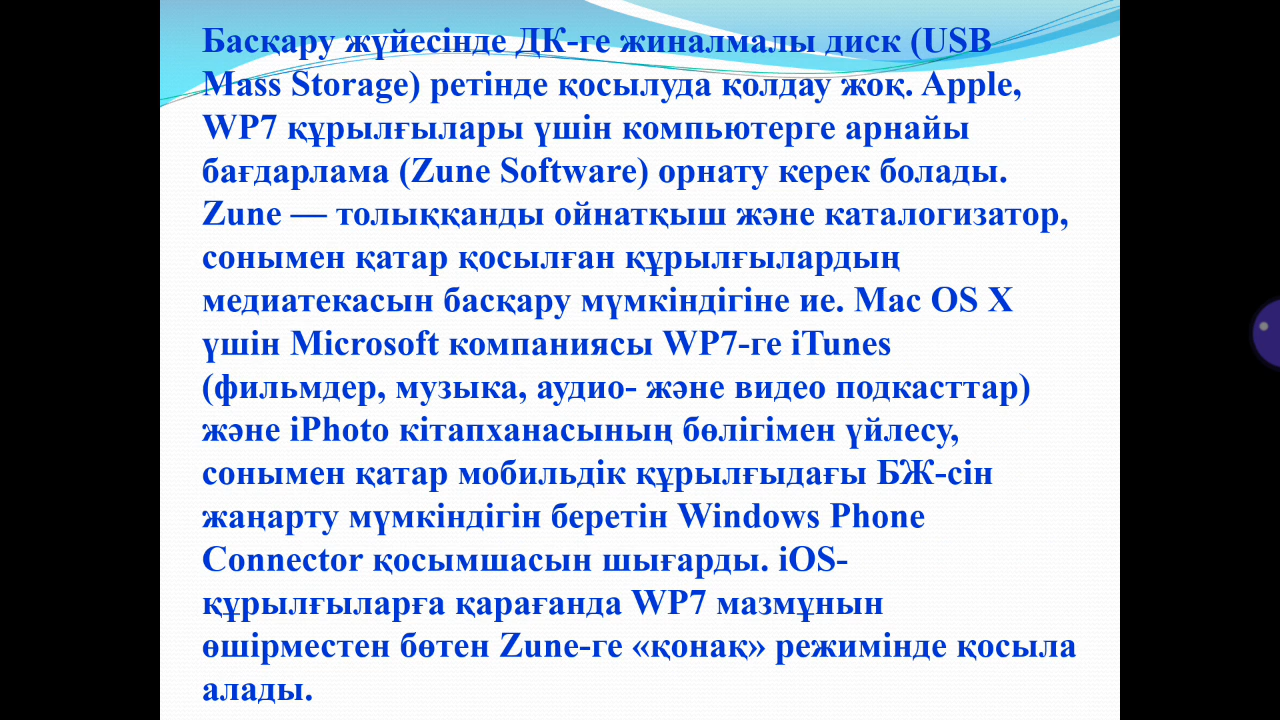 Басқару жүйесінде ДК-ге жиналмалы диск (USB
Mass Storage) ретінде қосылуда қолдау жоқ. Apple,
WP7 құрылғылары үшін компьютерге арнайы
бағдарлама (Zune Software) орнату керек болады.
Zune — толыққанды ойнатқыш және каталогизатор,
сонымен қатар қосылған құрылғылардың
медиатекасын басқару мүмкіндігіне ие. Mac OS X
үшін Microsoft компаниясы WP7-ге iTunes
(фильмдер, музыка, аудио- және видео подкасттар)
және iPhoto кітапханасының бөлігімен үйлесу,
сонымен қатар мобильдік құрылғыдағы БЖ-сін
жаңарту мүмкіндігін беретін Windows Phone
Connector қосымшасын шығарды. iOS-
құрылғыларға қарағанда WP7 мазмұнын
өшірместен бөтен Zune-ге «қонақ» режимінде қосыла
алады.